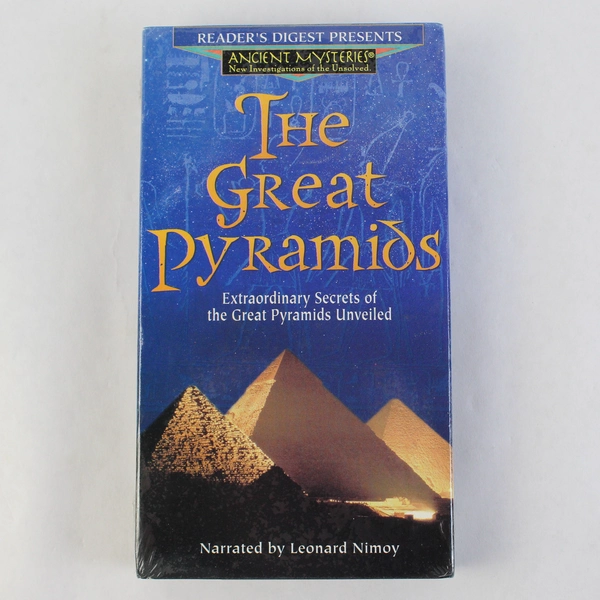 READER'S DIGEST PRESENTS
ANCIENT MYSTERIES®
New Investigations of the Unsolved.
The
Great
Pyramids
Extraordinary Secrets of
the Great Pyramids Unveiled
Narrated by Leonard Nimoy